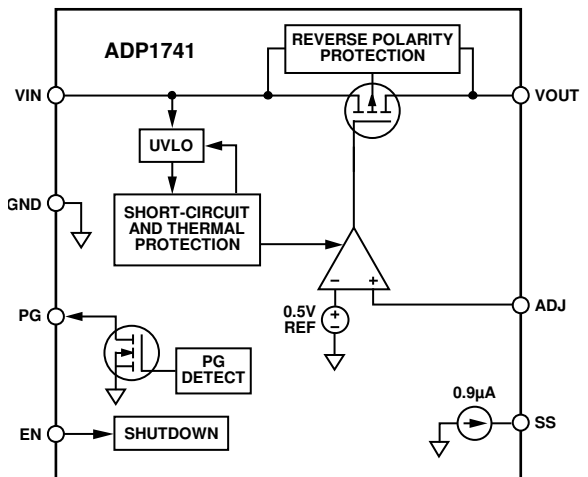 ADP1741
REVERSE POLARITY
PROTECTION
VIN
VOUT
UVLO
GND
SHORT-CIRCUIT
AND THERMAL
PROTECTION
–
+
0.5V
REF
+
–
ADJ
PG
PG
DETECT
0.9µA
SS
EN
SHUTDOWN